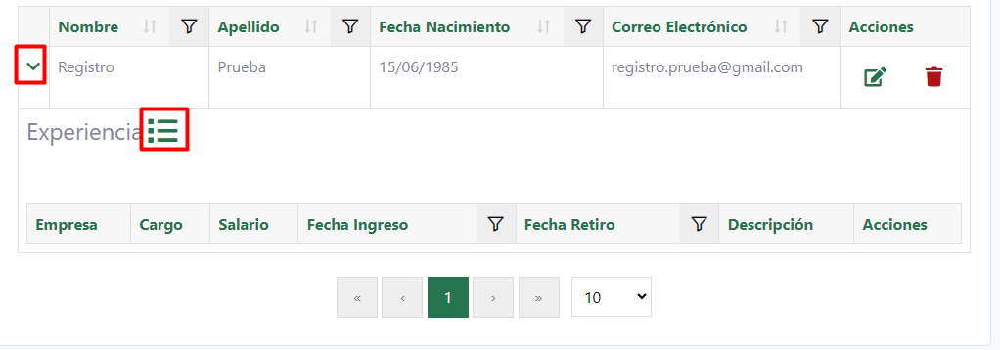 Nombre Apellido Fecha Nacimiento Correo Electrónico Acciones
Registro Prueba 15/06/1985 registro.prueba@gmail.com
Experiencia
Empresa Cargo Salario Fecha Ingreso Fecha Retiro Descripción Acciones
« ‹ 1 › » 10